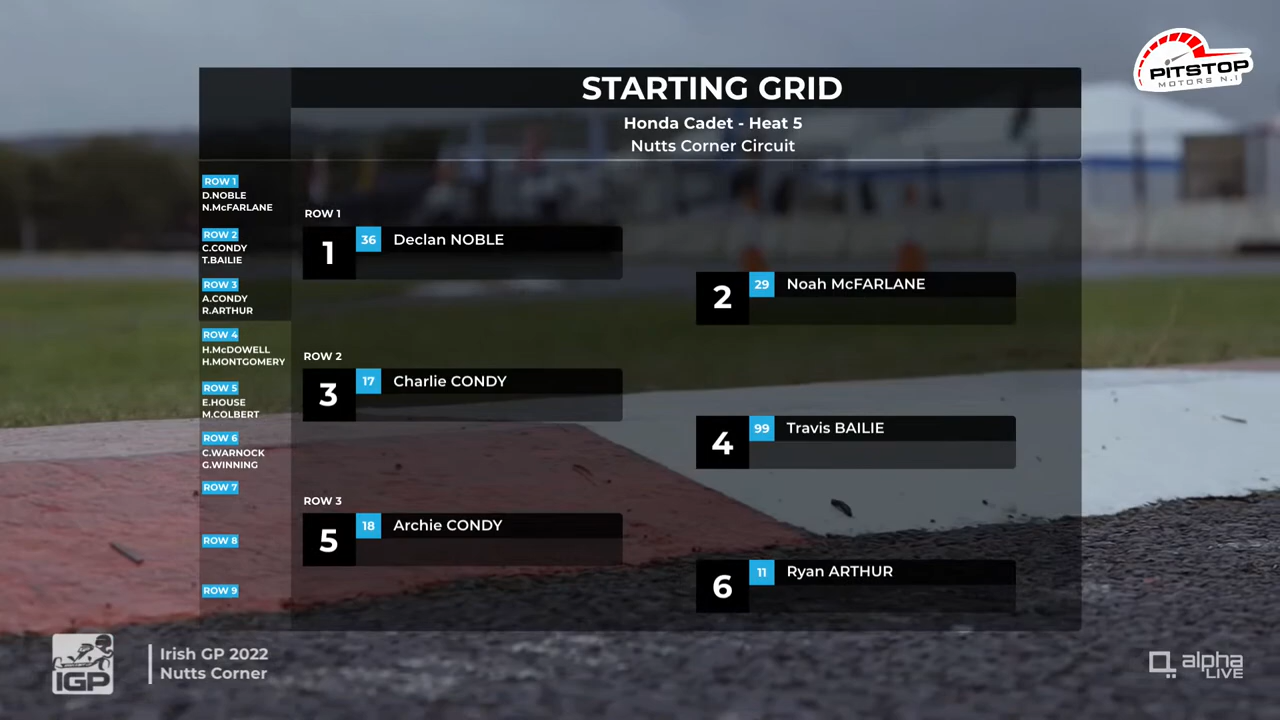 PITSTOP
MOTORS N.I
STARTING GRID
Honda Cadet - Heat 5
Nutts Corner Circuit
ROW 1
D.NOBLE
N.McFARLANE
ROW 2
C.CONDY
T.BAILIE
ROW 3
A.CONDY
R.ARTHUR
ROW 4
H.McDOWELL
H.MONTGOMERY
ROW 5
E.HOUSE
M.COLBERT
ROW 6
C.WARNOCK
G.WINNING
ROW 7
ROW 8
ROW 9
ROW 1
1 36 Declan NOBLE
2 29 Noah McFARLANE
ROW 2
3 17 Charlie CONDY
4 99 Travis BAILIE
ROW 3
5 18 Archie CONDY
6 11 Ryan ARTHUR
IGP
Irish GP 2022
Nutts Corner
alpha
LIVE